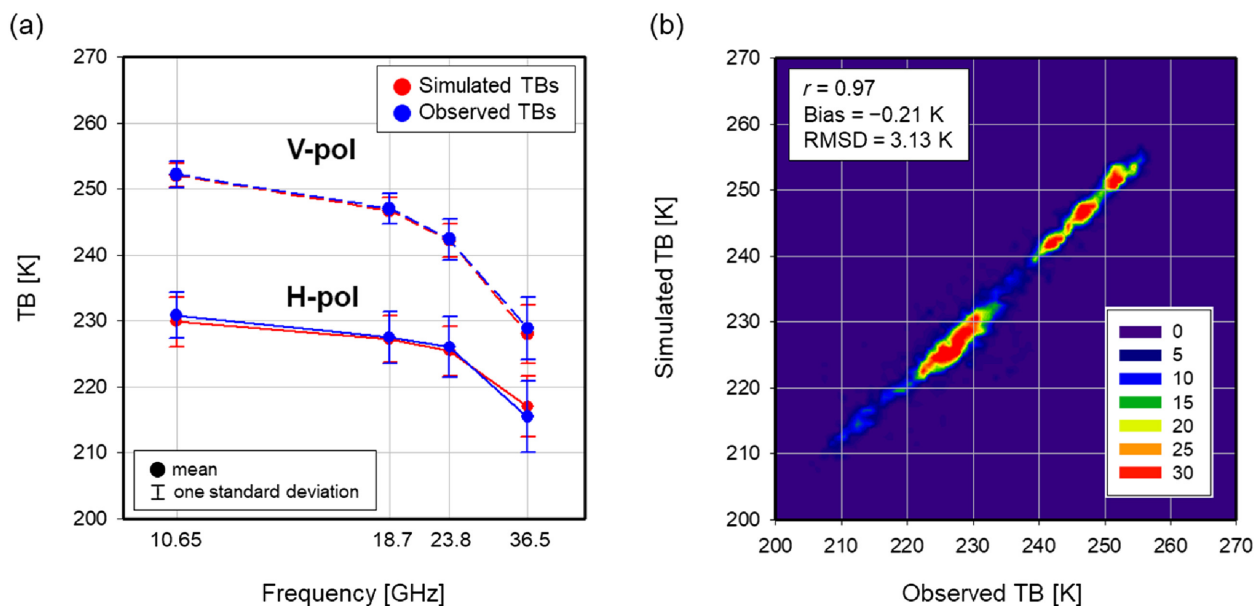 (a)
270
260
250
240
230
220
210
200
TB [K]
Simulated TBs
Observed TBs
V-pol
H-pol
mean
one standard deviation
10.65 18.7 23.8 36.5
Frequency [GHz]
(b)
270
260
250
240
230
220
210
200
Simulated TB [K]
r = 0.97
Bias = −0.21 K
RMSD = 3.13 K
0
5
10
15
20
25
30
200 210 220 230 240 250 260 270
Observed TB [K]